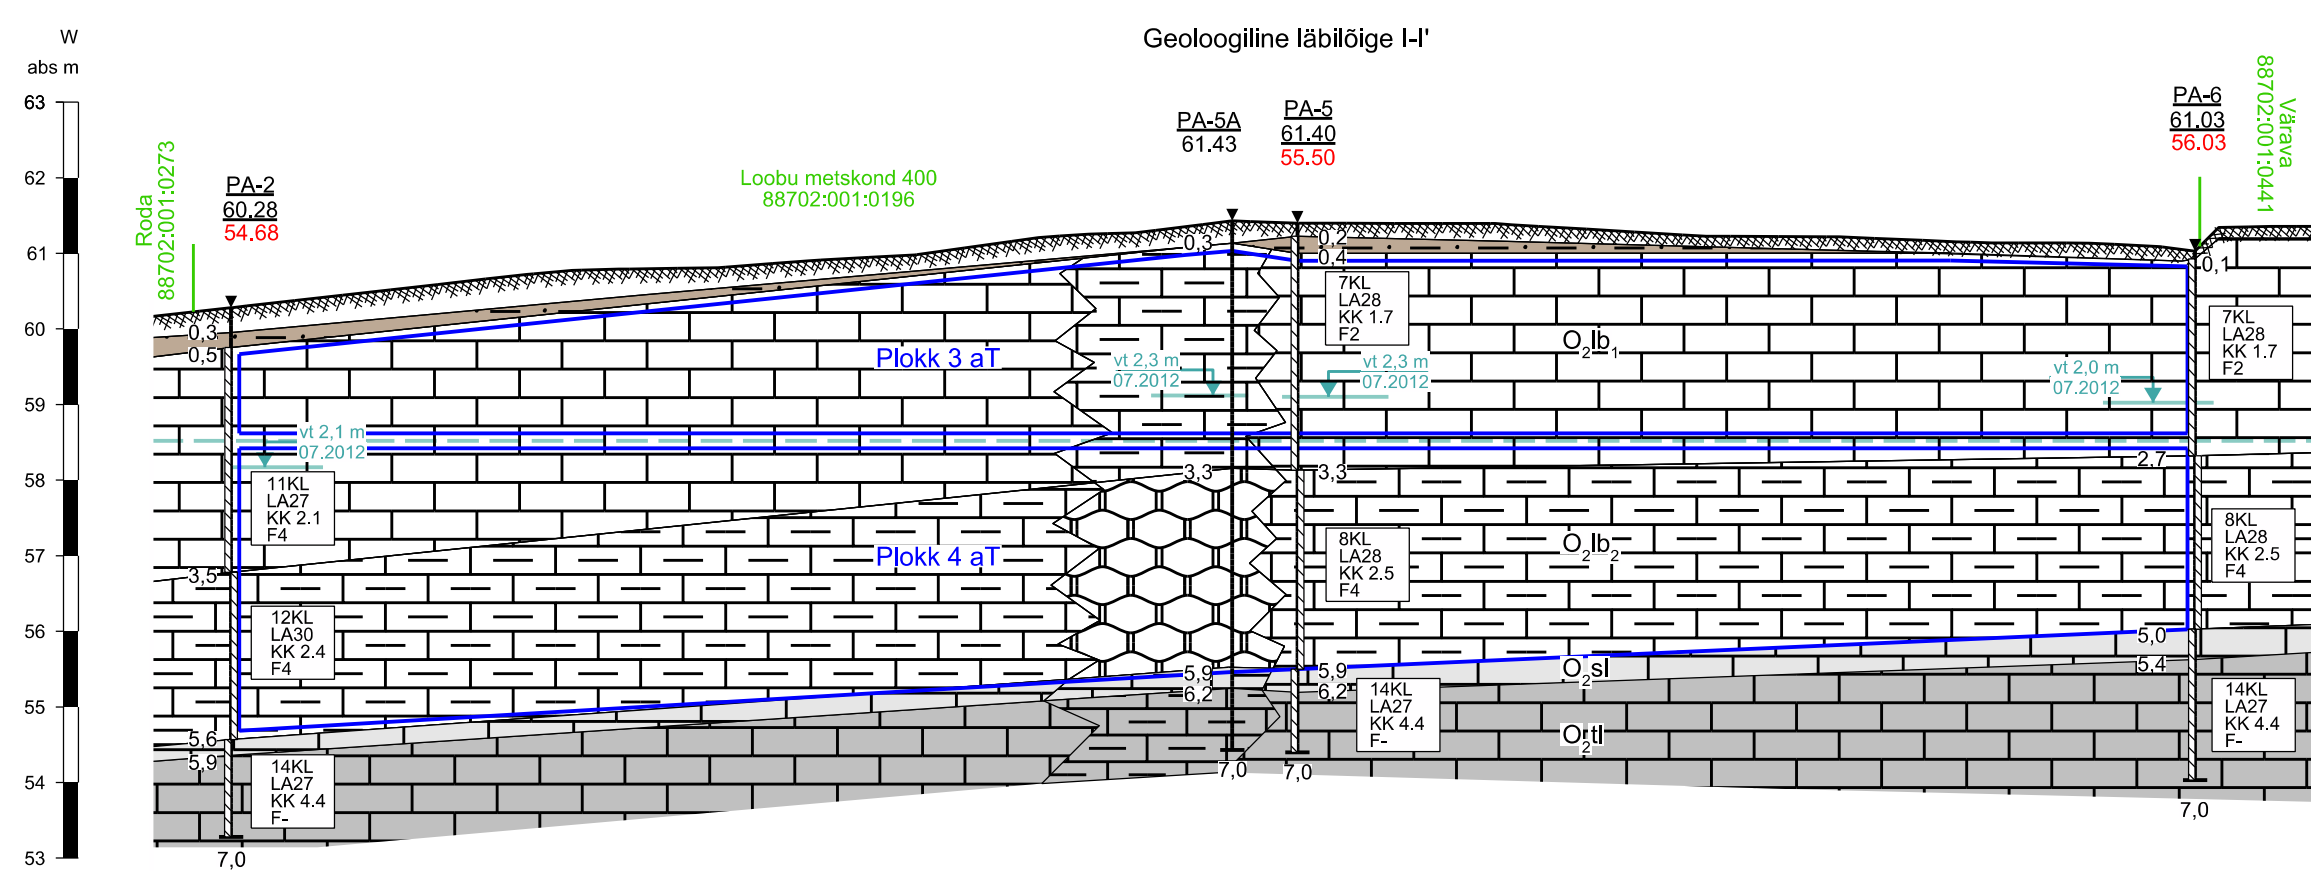 Geoloogiline läbilõige I-I'
W
abs m
63
62
61
60
59
58
57
56
55
54
53
Roda
88702:001:0273
PA-2
60.28
54.68
Loobu metskond 400
88702:001:0196
PA-5A
61.43
PA-5
61.40
55.50
PA-6
61.03
56.03
Värava
88702:001:0441
0,3
0,5
3,5
5,6
5,9
7,0
vt 2,1 m
07.2012
11KL
LA27
KK 2.1
F4
12KL
LA30
KK 2.4
F4
14KL
LA27
KK 4.4
F-
Plokk 3 aT
Plokk 4 aT
0,3
vt 2,3 m
07.2012
3,3
5,9
6,2
7,0
0,2
0,4
7KL
LA28
KK 1.7
F2
vt 2,3 m
07.2012
3,3
8KL
LA28
KK 2.5
F4
5,9
6,2
14KL
LA27
KK 4.4
F-
7,0
O2lb1
O2lb2
O2sl
O2rtl
0,1
vt 2,0 m
07.2012
2,7
5,0
5,4
7,0
7KL
LA28
KK 1.7
F2
8KL
LA28
KK 2.5
F4
14KL
LA27
KK 4.4
F-